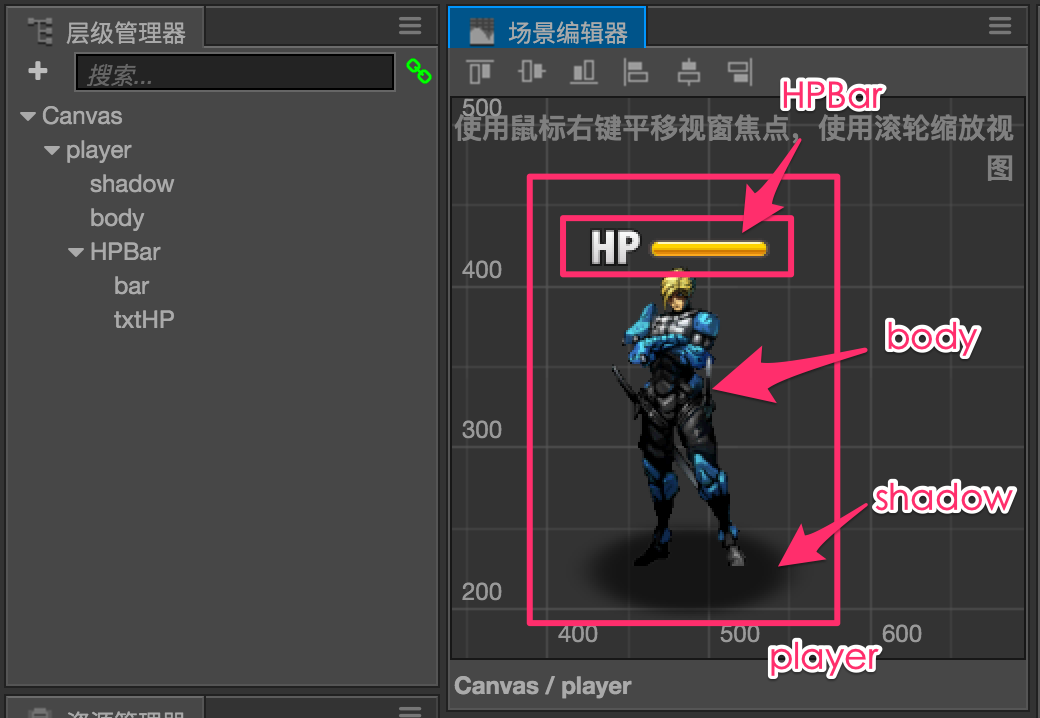 层级管理器
搜索...
Canvas
player
shadow
body
HPBar
bar
txtHP
资源管理器
场景编辑器
HPBar
500
使用鼠标右键平移视窗焦点，使用滚轮缩放视
图
HP
400
body
300
shadow
200
400 500 600
player
Canvas / player